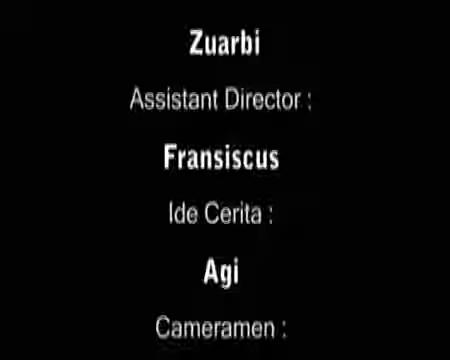 Zuarbi
Assistant Director :
Fransiscus
Ide Cerita :
Agi
Cameramen :